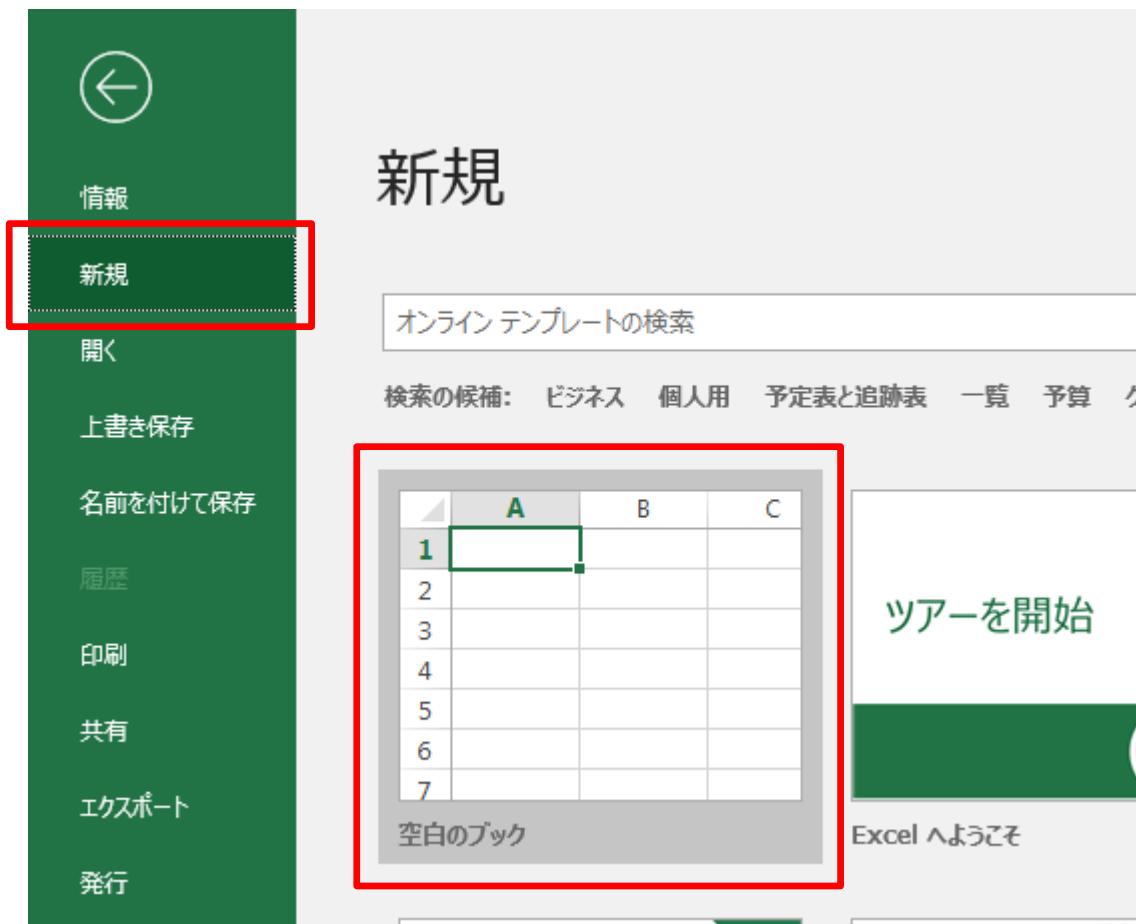 情報
新規
開く
上書き保存
名前を付けて保存
履歴
印刷
共有
エクスポート
発行
新規
オンライン テンプレートの検索
検索の候補: ビジネス 個人用 予定表と追跡表 一覧 予算
A B C
1
2
3
4
5
6
7
空白のブック
ツアーを開始
Excel へようこそ